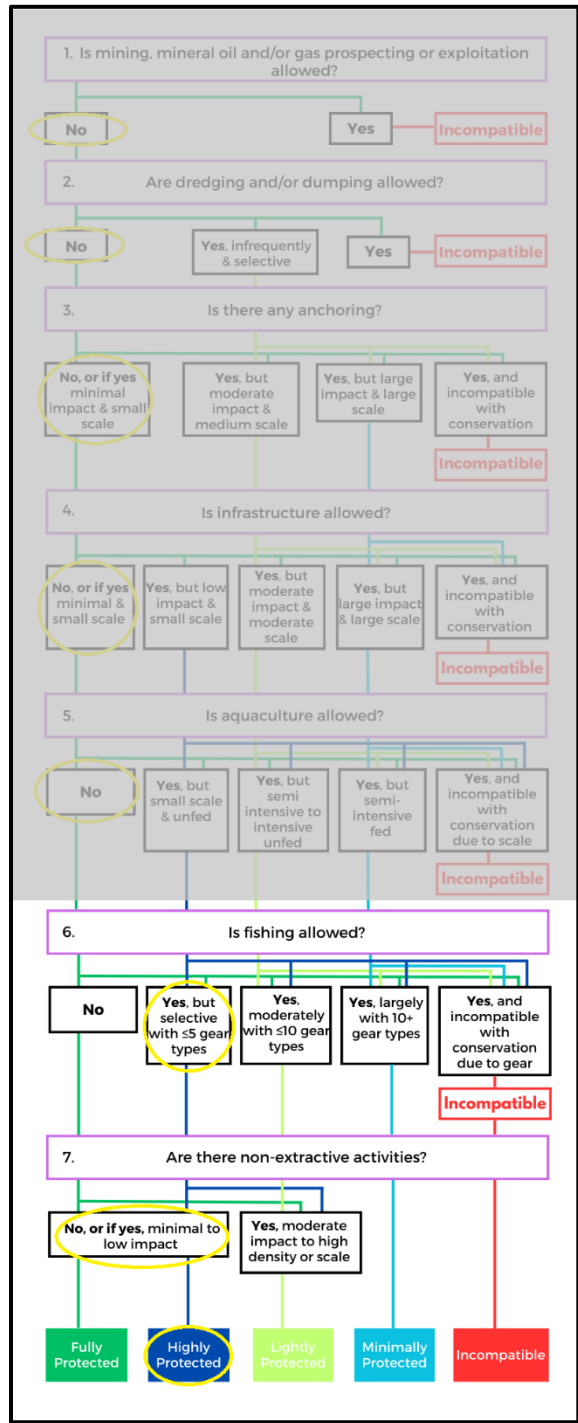 1. Is mining, mineral oil and/or gas prospecting or exploitation
allowed?
No
Yes
Incompatible
2. Are dredging and/or dumping allowed?
No
Yes, infrequently
& selective
Yes
Incompatible
3. Is there any anchoring?
No, or if yes
minimal
impact & small
scale
Yes, but
moderate
impact &
medium scale
Yes, but large
impact & large
scale
Yes, and
incompatible
with
conservation
Incompatible
4. Is infrastructure allowed?
No, or if yes
minimal &
small scale
Yes, but low
impact &
small scale
Yes, but
moderate
impact &
moderate
scale
Yes, but
large impact
& large scale
Yes, and
incompatible
with
conservation
Incompatible
5. Is aquaculture allowed?
No
Yes, but
small scale
& unfed
Yes, but
semi
intensive to
intensive
unfed
Yes, but
semi-
intensive
fed
Yes, and
incompatible
with
conservation
due to scale
Incompatible
6. Is fishing allowed?
No
Yes, but
selective
with ≤5 gear
types
Yes,
moderately
with ≤10 gear
types
Yes, largely
with 10+
gear types
Yes, and
incompatible
with
conservation
due to gear
Incompatible
7. Are there non-extractive activities?
No, or if yes, minimal to
low impact
Yes, moderate
impact to high
density or scale
Fully
Protected
Highly
Protected
Lightly
Protected
Minimally
Protected
Incompatible